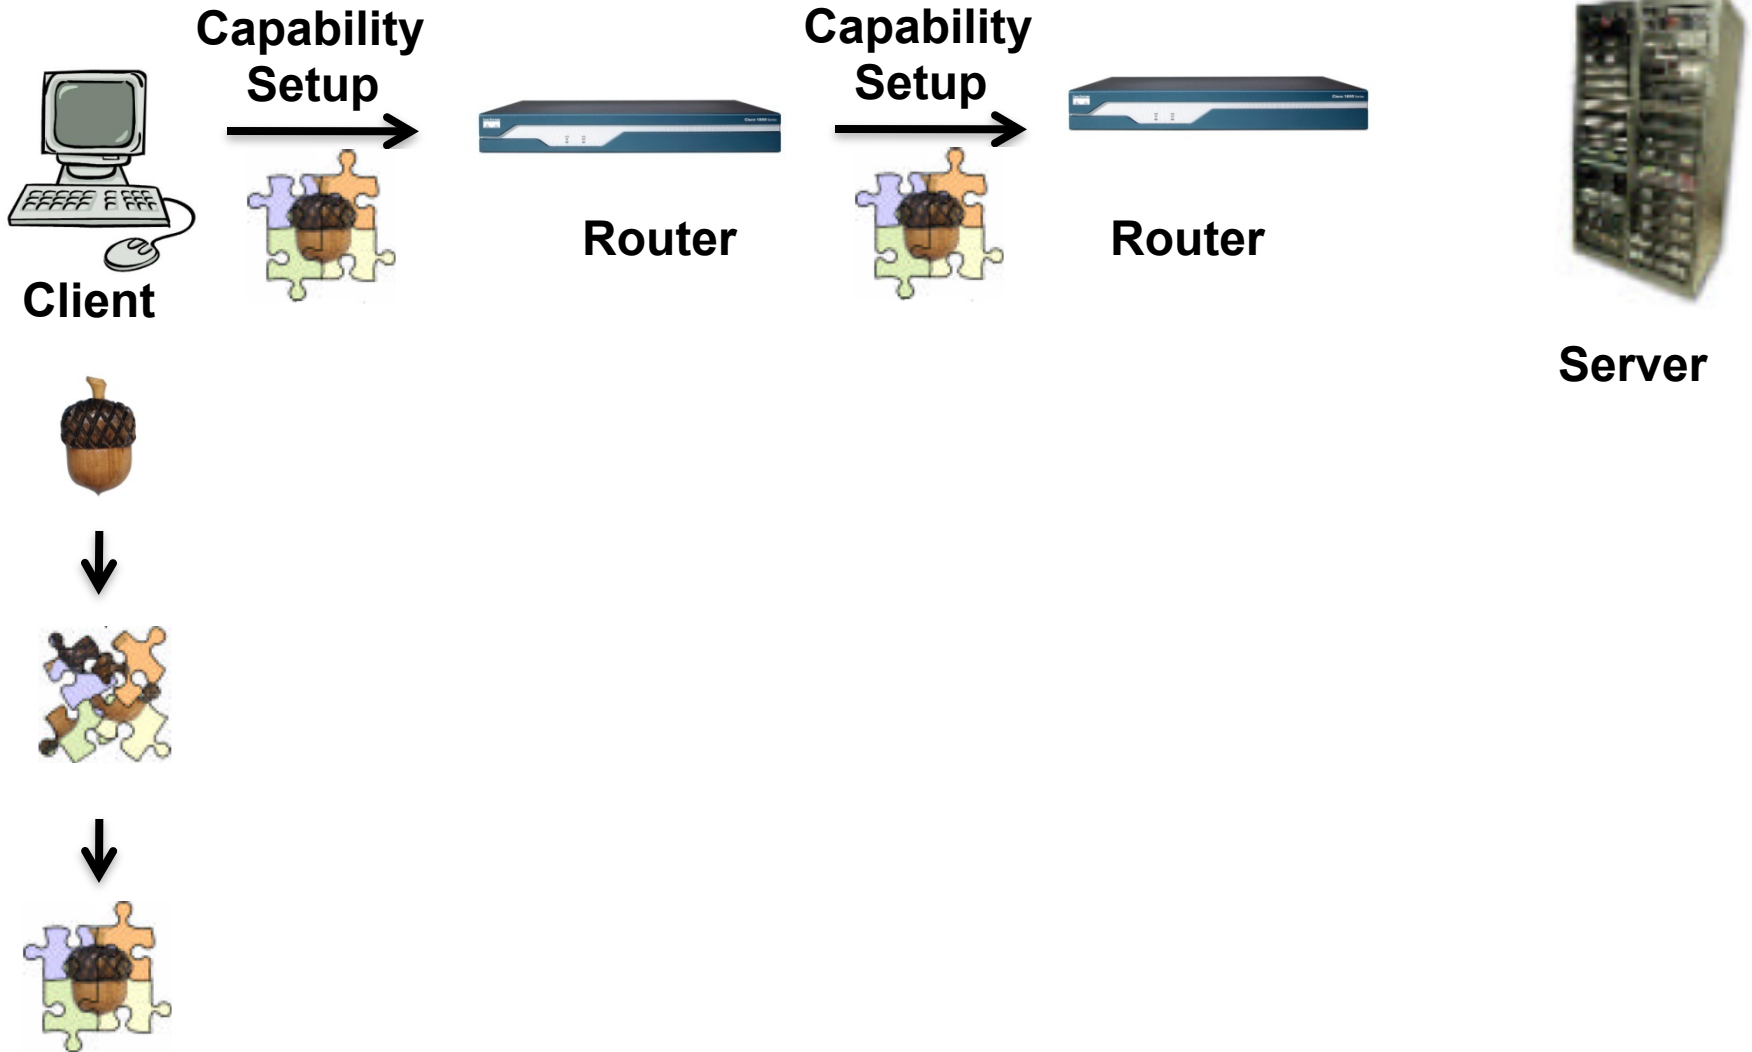 Capability
Setup
Capability
Setup
Router
Router
Client
Server